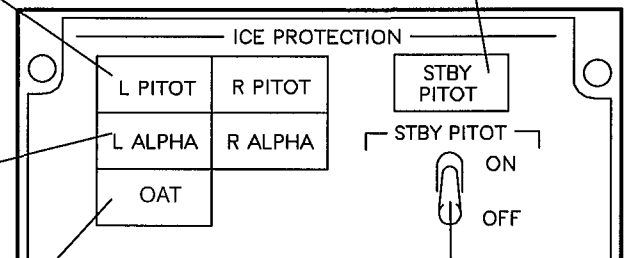 ICE PROTECTION
L PITOT R PITOT
STBY
PITOT
L ALPHA R ALPHA
STBY PITOT
ON
OAT
OFF